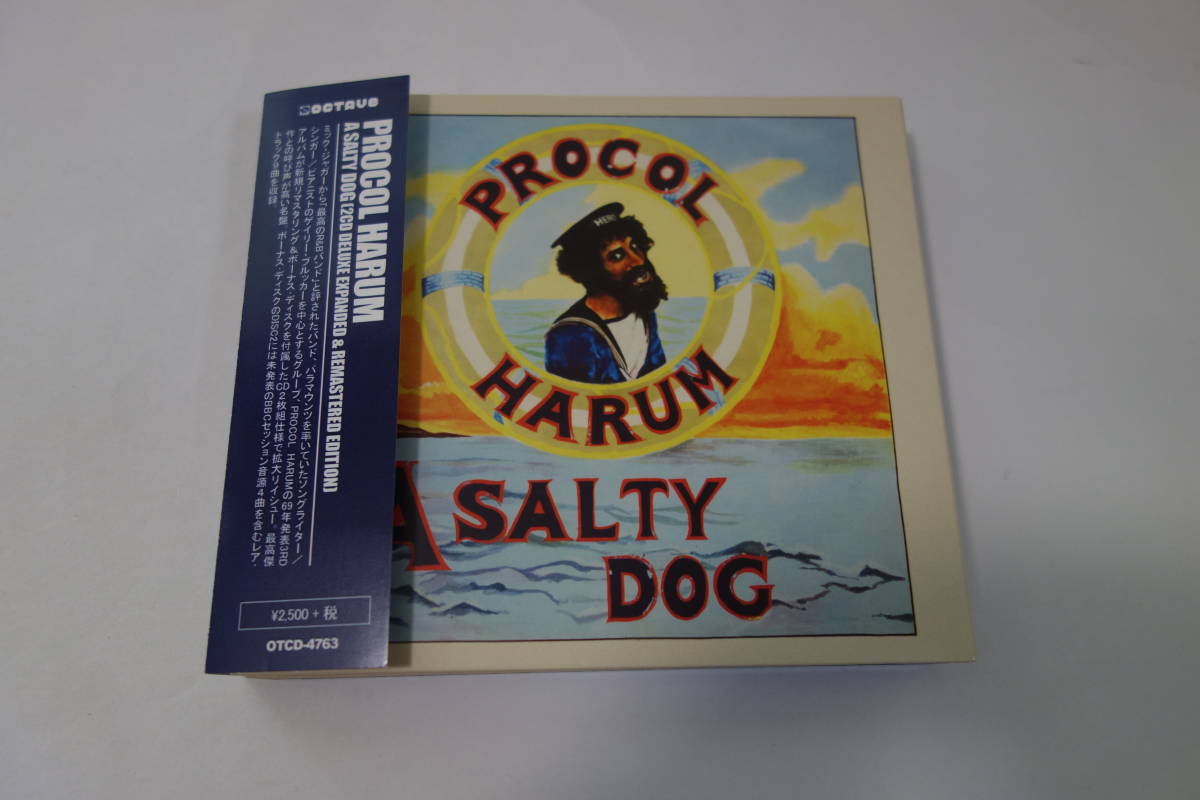 OCTAVE
PROCOL HARUM
A SALTY DOG (2CD DELUXE EXPANDED & REMASTERED EDITION)
ミック・ジャガーから「最高のR&Bバンド」と評されたバンド、パラマウンツを率いていたソングライター/
シンガー/ピアニストのゲイリー・ブルッカーを中心とするグループ、PROCOL HARUMの69年発表3RD
アルバムが新規リマスタリング&ボーナス・ディスクを付属したCD2枚組仕様で拡大リイシュー。最高傑
作との呼び声が高い名盤。ボーナス・ディスクのDISC2には未発表のBBCセッション音源4曲を含むレア・
トラック9曲を収録。
¥2,500 + 税
OTCD-4763
PROCOL
HERO
HARUM
A SALTY
DOG